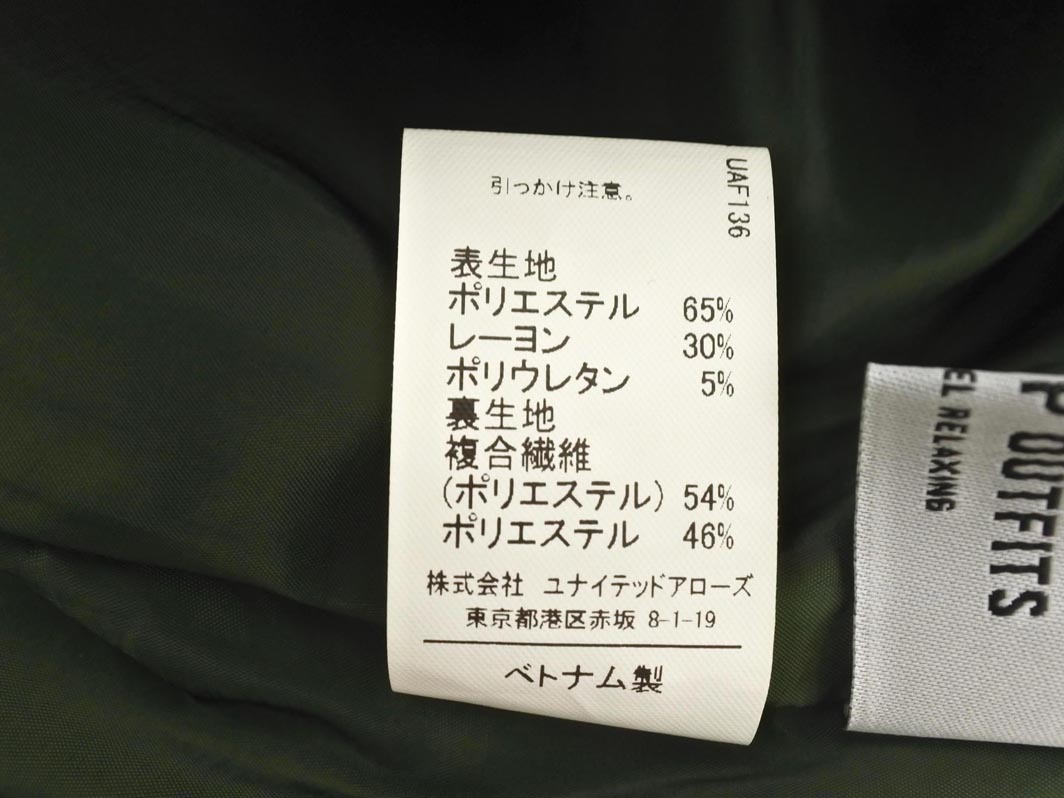 引っかけ注意。
UAF136
表生地
ポリエステル 65%
レーヨン 30%
ポリウレタン 5%
裏生地
複合繊維
(ポリエステル) 54%
ポリエステル 46%
株式会社 ユナイテッドアローズ
東京都港区赤坂 8-1-19
ベトナム製
EL RELAXING
P OUTFITS